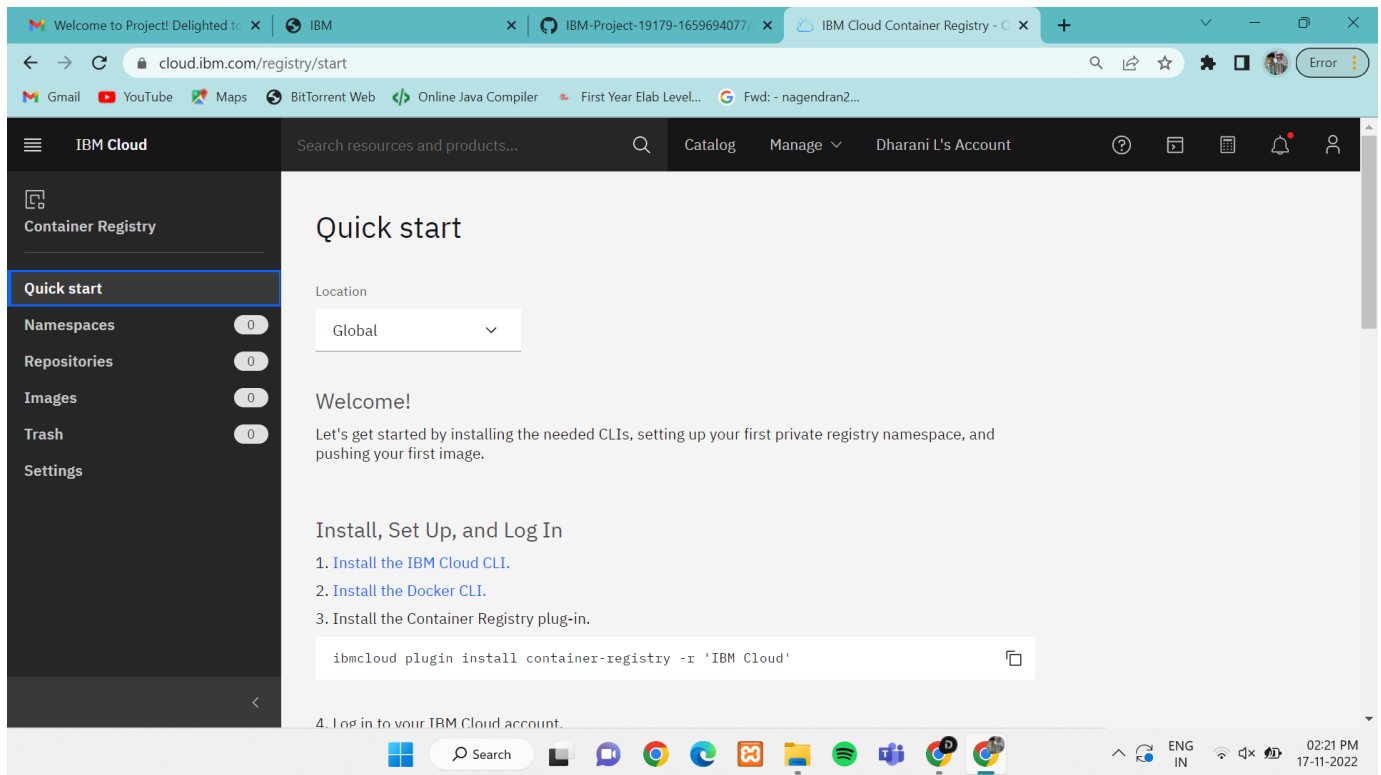 Welcome to Project! Delighted to
IBM
IBM-Project-19179-1659694077/
IBM Cloud Container Registry - C
cloud.ibm.com/registry/start
Error
Gmail
YouTube
Maps
BitTorrent Web
Online Java Compiler
First Year Elab Level...
Fwd: - nagendran2...
IBM Cloud
Search resources and products...
Catalog
Manage
Dharani L's Account
Container Registry
Quick start
Namespaces 0
Repositories 0
Images 0
Trash 0
Settings
Quick start
Location
Global
Welcome!
Let's get started by installing the needed CLIs, setting up your first private registry namespace, and
pushing your first image.
Install, Set Up, and Log In
1. Install the IBM Cloud CLI.
2. Install the Docker CLI.
3. Install the Container Registry plug-in.
ibmcloud plugin install container-registry -r 'IBM Cloud'
4. Log in to your IBM Cloud account.
Search
D
ENG
IN
02:21 PM
17-11-2022